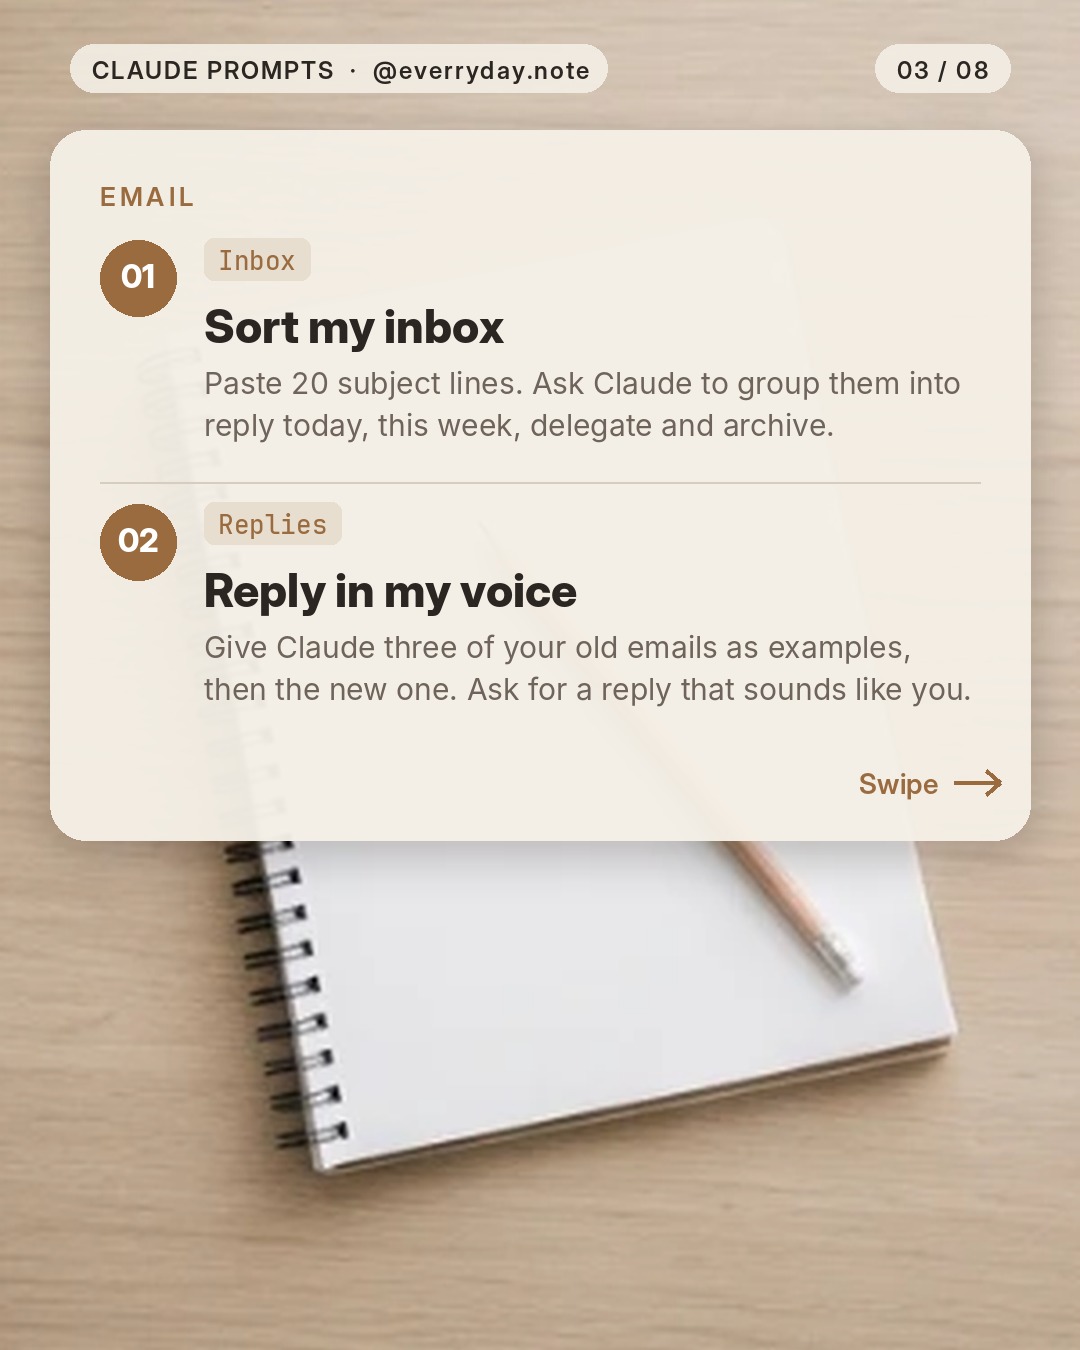 CLAUDE PROMPTS · @everryday.note
03 / 08
EMAIL
01
Inbox
Sort my inbox
Paste 20 subject lines. Ask Claude to group them into
reply today, this week, delegate and archive.
02
Replies
Reply in my voice
Give Claude three of your old emails as examples,
then the new one. Ask for a reply that sounds like you.
Swipe →